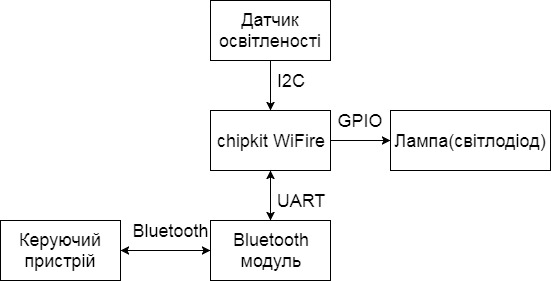 Датчик
освітленості
I2C
GPIO
chipkit WiFire
Лампа(світлодіод)
UART
Bluetooth
Керуючий
пристрій
Bluetooth
модуль